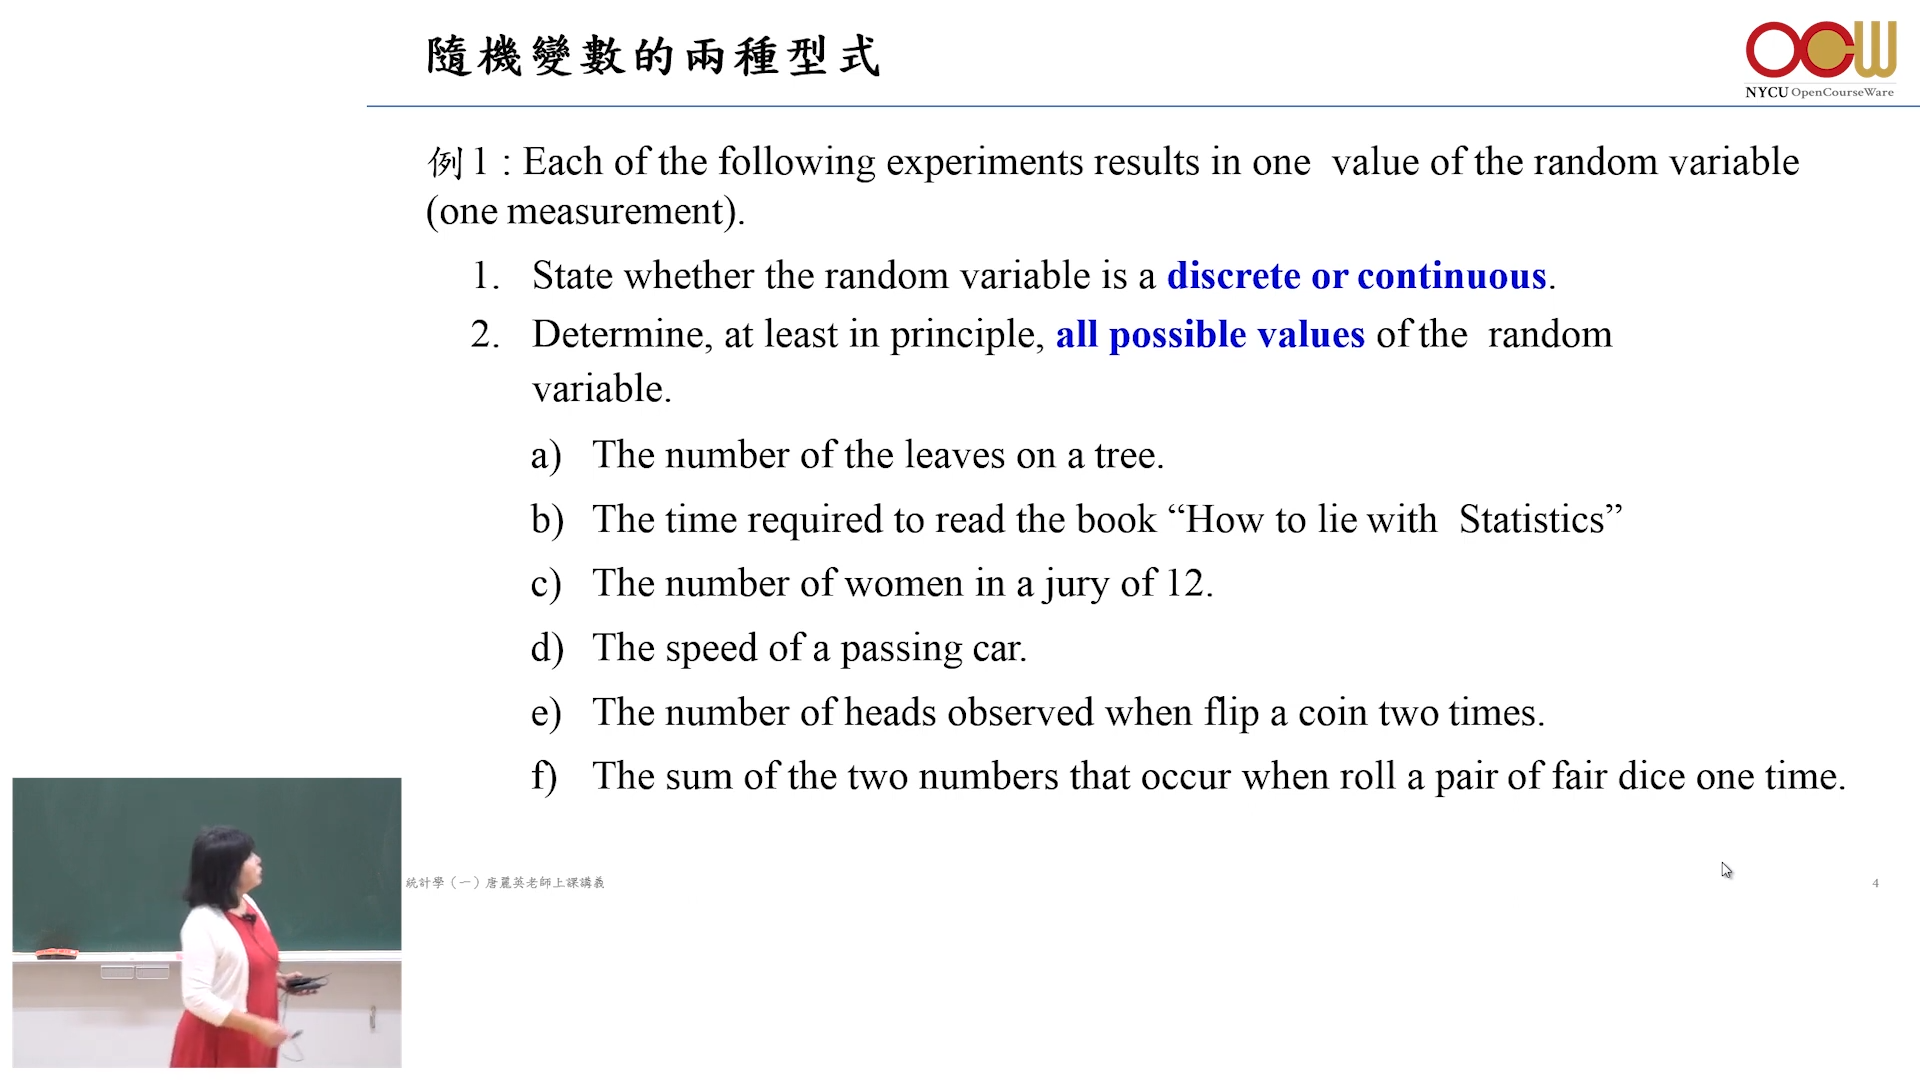 隨機變數的兩種型式
OCW
NYCU OpenCourseWare
例1 : Each of the following experiments results in one value of the random variable
(one measurement).
1. State whether the random variable is a discrete or continuous.
2. Determine, at least in principle, all possible values of the random
variable.
a) The number of the leaves on a tree.
b) The time required to read the book “How to lie with Statistics”
c) The number of women in a jury of 12.
d) The speed of a passing car.
e) The number of heads observed when flip a coin two times.
f) The sum of the two numbers that occur when roll a pair of fair dice one time.
統計學（一）唐麗英老師上課講義
4